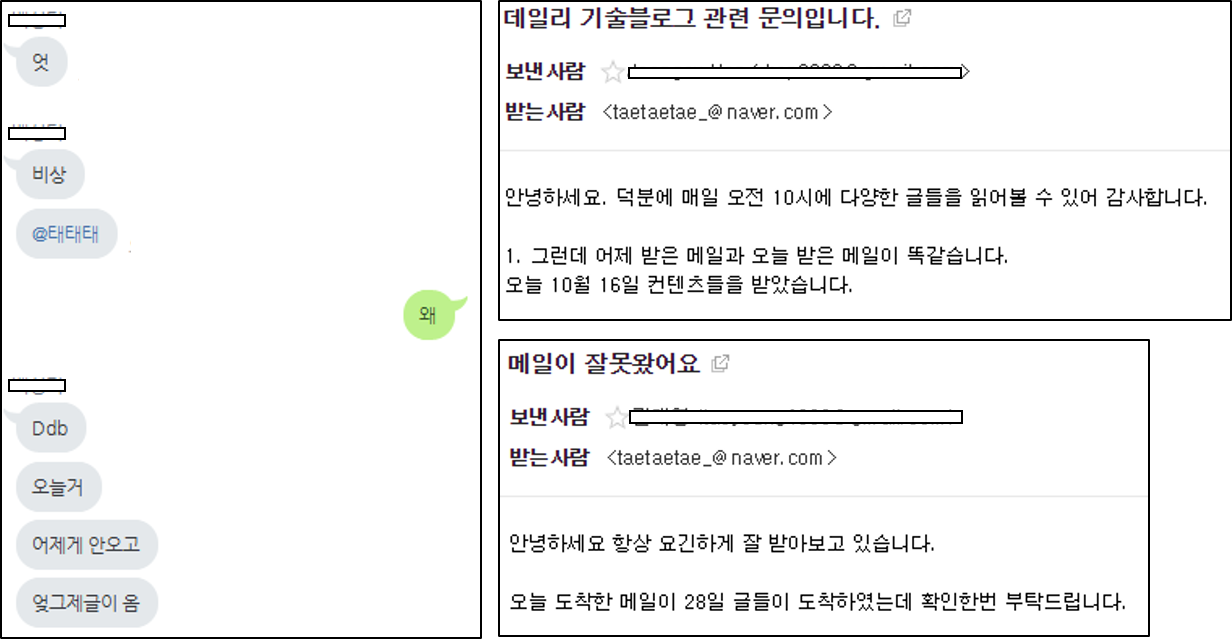 엇
비상
@태태태
왜
Ddb
오늘거
어제게 안오고
엊그제글이 옴
데일리 기술블로그 관련 문의입니다.
보낸사람
받는사람 <taetaetae_@naver.com>
안녕하세요. 덕분에 매일 오전 10시에 다양한 글들을 읽어볼 수 있어 감사합니다.
1. 그런데 어제 받은 메일과 오늘 받은 메일이 똑같습니다.
오늘 10월 16일 컨텐츠들을 받았습니다.
메일이 잘못왔어요
보낸사람
받는사람 <taetaetae_@naver.com>
안녕하세요 항상 요긴하게 잘 받아보고 있습니다.
오늘 도착한 메일이 28일 글들이 도착하였는데 확인한번 부탁드립니다.